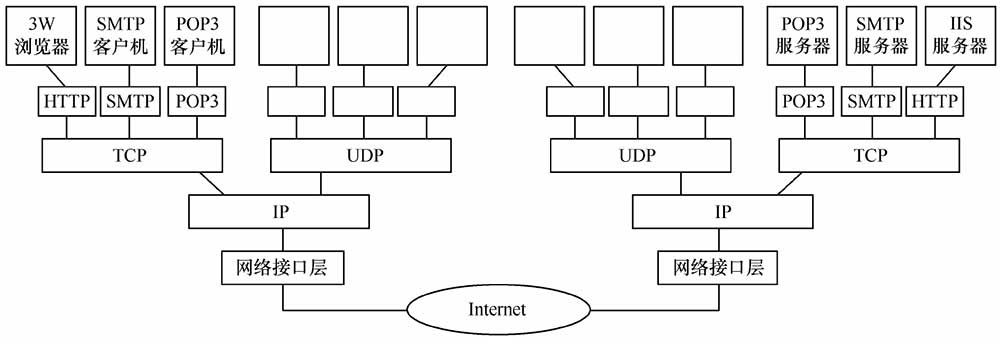 3W
浏览器
SMTP
客户机
POP3
客户机
POP3
服务器
SMTP
服务器
IIS
服务器
HTTP
SMTP
POP3
POP3
SMTP
HTTP
TCP
UDP
UDP
TCP
IP
IP
网络接口层
网络接口层
Internet